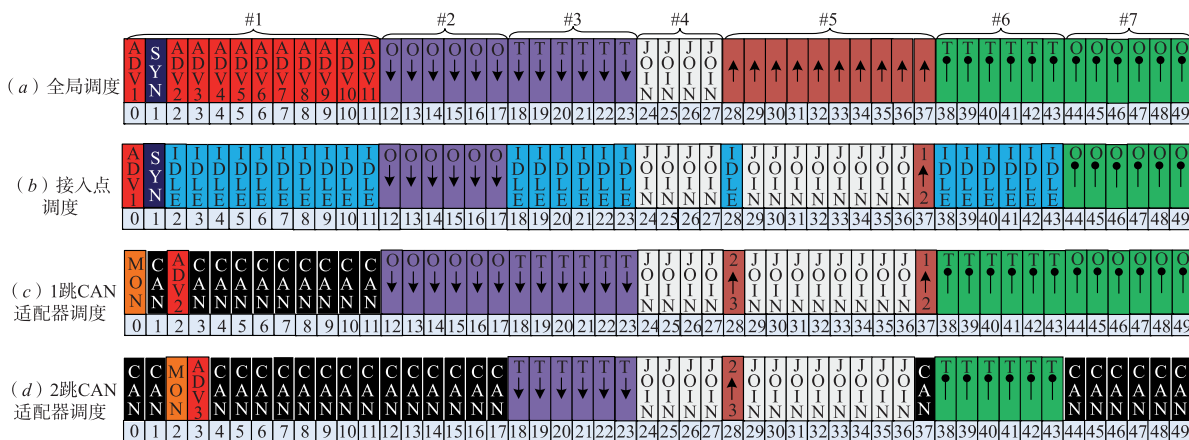 #1 #2 #3 #4 #5 #6 #7
(a)全局调度
ADV1 SYN ADV2 ADV3 ADV4 ADV5 ADV6 ADV7 ADV8 ADV9 ADV10 ADV11 O O O O O O T T T T T T JOIN JOIN JOIN JOIN T T T T T T O O O O O O
0 1 2 3 4 5 6 7 8 9 10 11 12 13 14 15 16 17 18 19 20 21 22 23 24 25 26 27 28 29 30 31 32 33 34 35 36 37 38 39 40 41 42 43 44 45 46 47 48 49
(b)接入点
调度
ADV1 SYN IDLE IDLE IDLE IDLE IDLE IDLE IDLE IDLE IDLE IDLE O O O O O O IDLE IDLE IDLE IDLE IDLE IDLE JOIN JOIN JOIN JOIN IDLE JOIN JOIN JOIN JOIN JOIN JOIN JOIN JOIN 1 2 IDLE IDLE IDLE IDLE IDLE IDLE O O O O O O
0 1 2 3 4 5 6 7 8 9 10 11 12 13 14 15 16 17 18 19 20 21 22 23 24 25 26 27 28 29 30 31 32 33 34 35 36 37 38 39 40 41 42 43 44 45 46 47 48 49
(c)1跳CAN
适配器调度
MON CAN ADV2 CAN CAN CAN CAN CAN CAN CAN CAN CAN O O O O O O T T T T T T JOIN JOIN JOIN JOIN 2 3 JOIN JOIN JOIN JOIN JOIN JOIN JOIN JOIN 1 2 T T T T T T O O O O O O
0 1 2 3 4 5 6 7 8 9 10 11 12 13 14 15 16 17 18 19 20 21 22 23 24 25 26 27 28 29 30 31 32 33 34 35 36 37 38 39 40 41 42 43 44 45 46 47 48 49
(d)2跳CAN
适配器调度
CAN CAN MON ADV3 CAN CAN CAN CAN CAN CAN CAN CAN CAN CAN CAN CAN CAN CAN T T T T T T JOIN JOIN JOIN JOIN 2 3 JOIN JOIN JOIN JOIN JOIN JOIN JOIN JOIN CAN T T T T T T CAN CAN CAN CAN CAN CAN
0 1 2 3 4 5 6 7 8 9 10 11 12 13 14 15 16 17 18 19 20 21 22 23 24 25 26 27 28 29 30 31 32 33 34 35 36 37 38 39 40 41 42 43 44 45 46 47 48 49